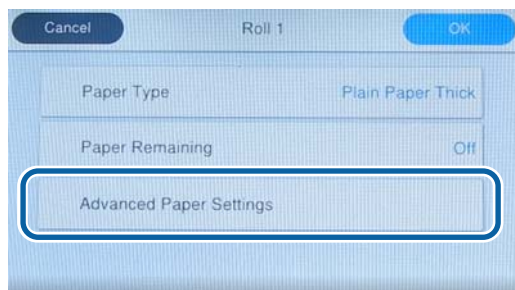 Cancel Roll 1 OK
Paper Type Plain Paper Thick
Paper Remaining Off
Advanced Paper Settings